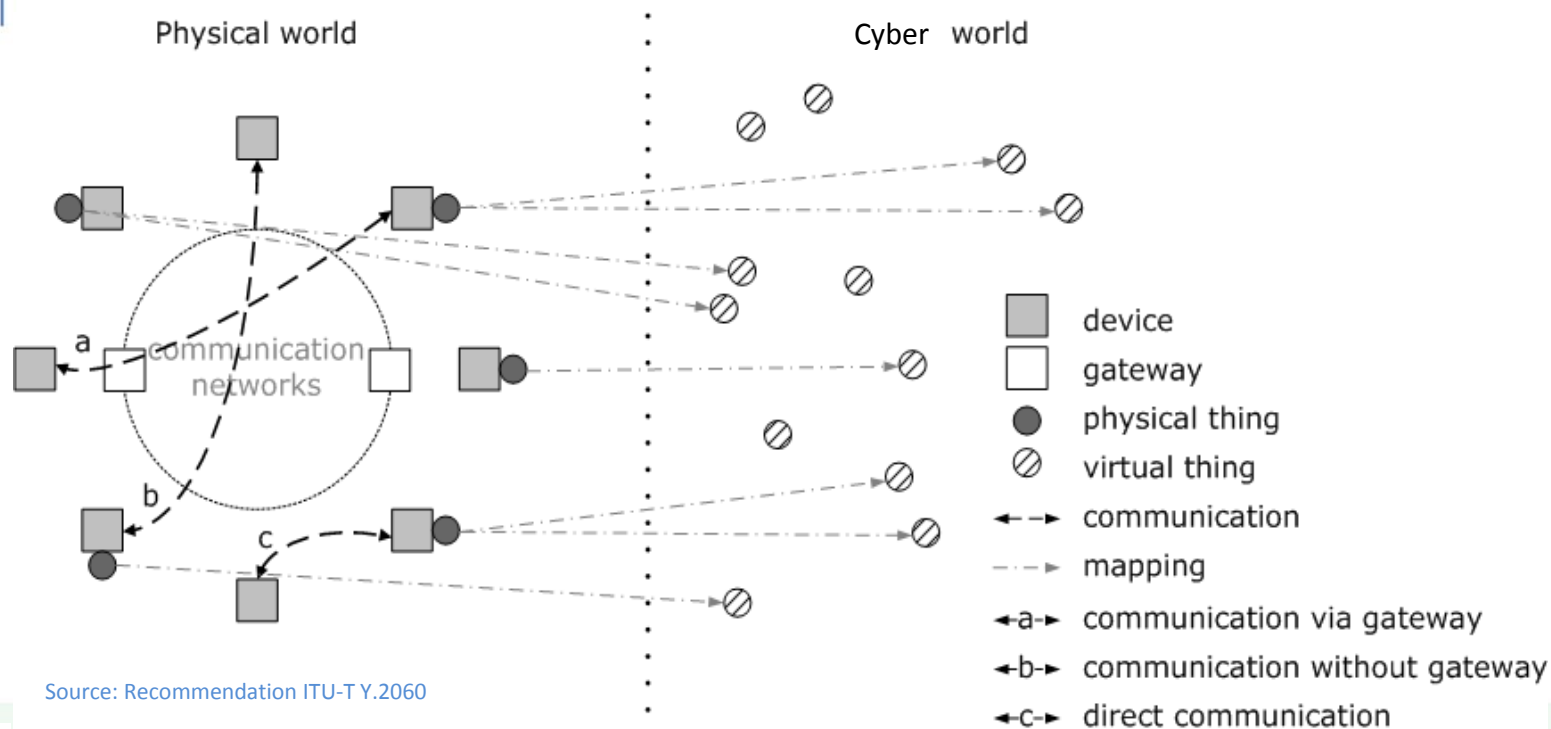 Physical world
Cyber world
a
communication
networks
b
c
device
gateway
physical thing
virtual thing
communication
mapping
a communication via gateway
b communication without gateway
c direct communication
Source: Recommendation ITU-T Y.2060